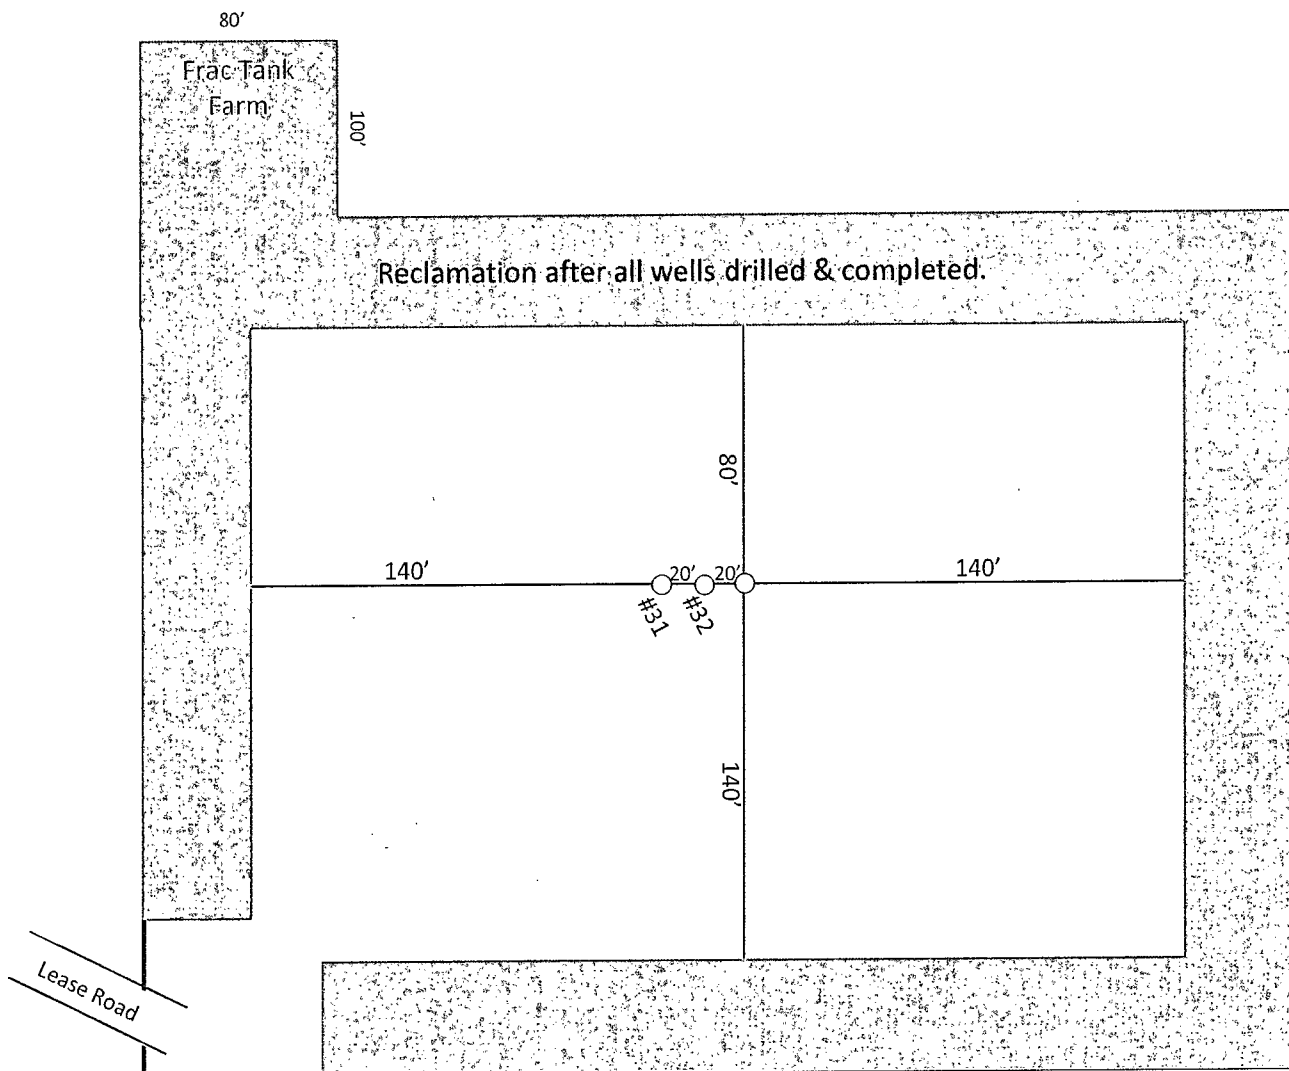 80’
Frac Tank
Farm
100’
Reclamation after all wells drilled & completed.
80’
140’
20’
20’
140’
#31
#32
140’
Lease Road